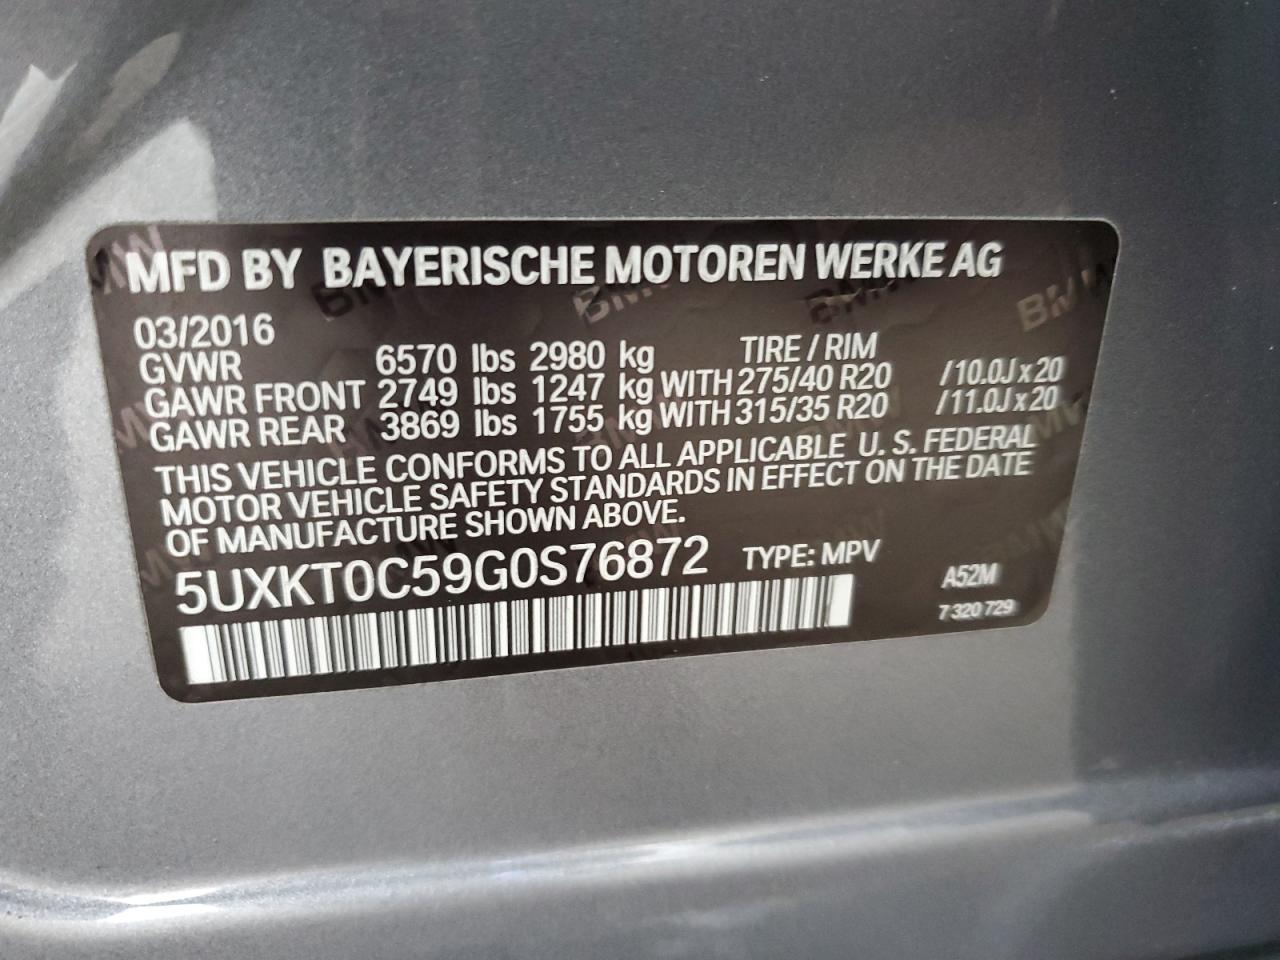 MFD BY BAYERISCHE MOTOREN WERKE AG
03/2016
GVWR 6570 lbs 2980 kg TIRE / RIM
GAWR FRONT 2749 lbs 1247 kg WITH 275/40 R20 /10.0J x 20
GAWR REAR 3869 lbs 1755 kg WITH 315/35 R20 /11.0J x 20
THIS VEHICLE CONFORMS TO ALL APPLICABLE U. S. FEDERAL
MOTOR VEHICLE SAFETY STANDARDS IN EFFECT ON THE DATE
OF MANUFACTURE SHOWN ABOVE.
5UXKT0C59G0S76872 TYPE: MPV
A52M
7 320 729